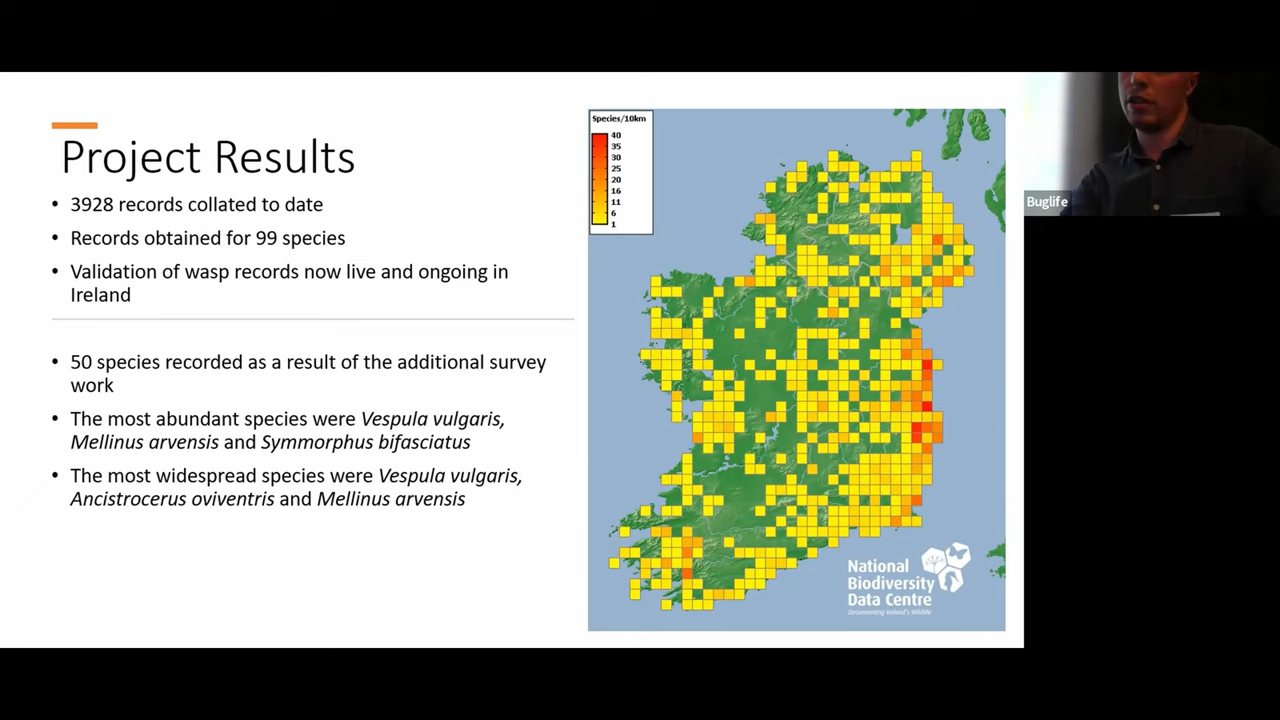 Project Results
• 3928 records collated to date
• Records obtained for 99 species
• Validation of wasp records now live and ongoing in
Ireland
• 50 species recorded as a result of the additional survey
work
• The most abundant species were Vespula vulgaris,
Mellinus arvensis and Symmorphus bifasciatus
• The most widespread species were Vespula vulgaris,
Ancistrocerus oviventris and Mellinus arvensis
Species/10km
40
35
30
25
20
16
11
6
1
National
Biodiversity
Data Centre
Documenting Ireland's Wildlife
Buglife